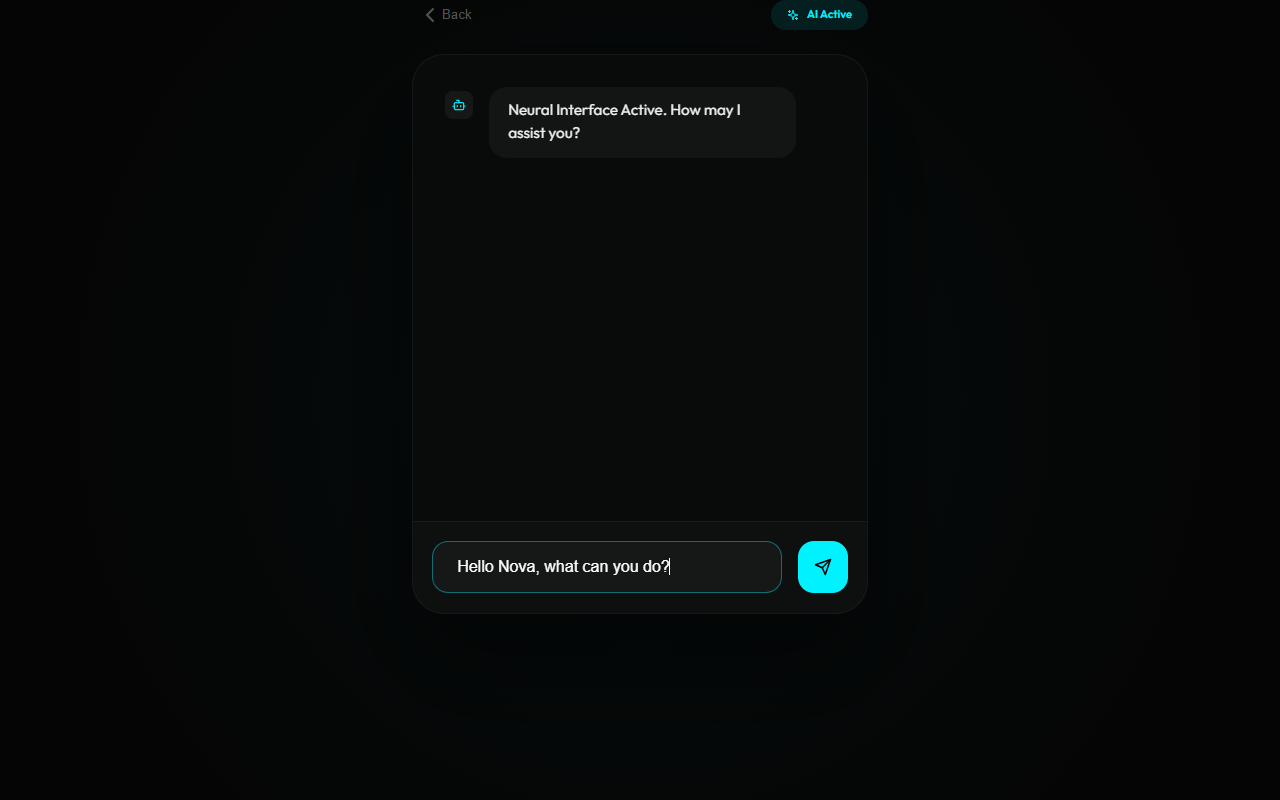 Back
AI Active
Neural Interface Active. How may I
assist you?
Hello Nova, what can you do?